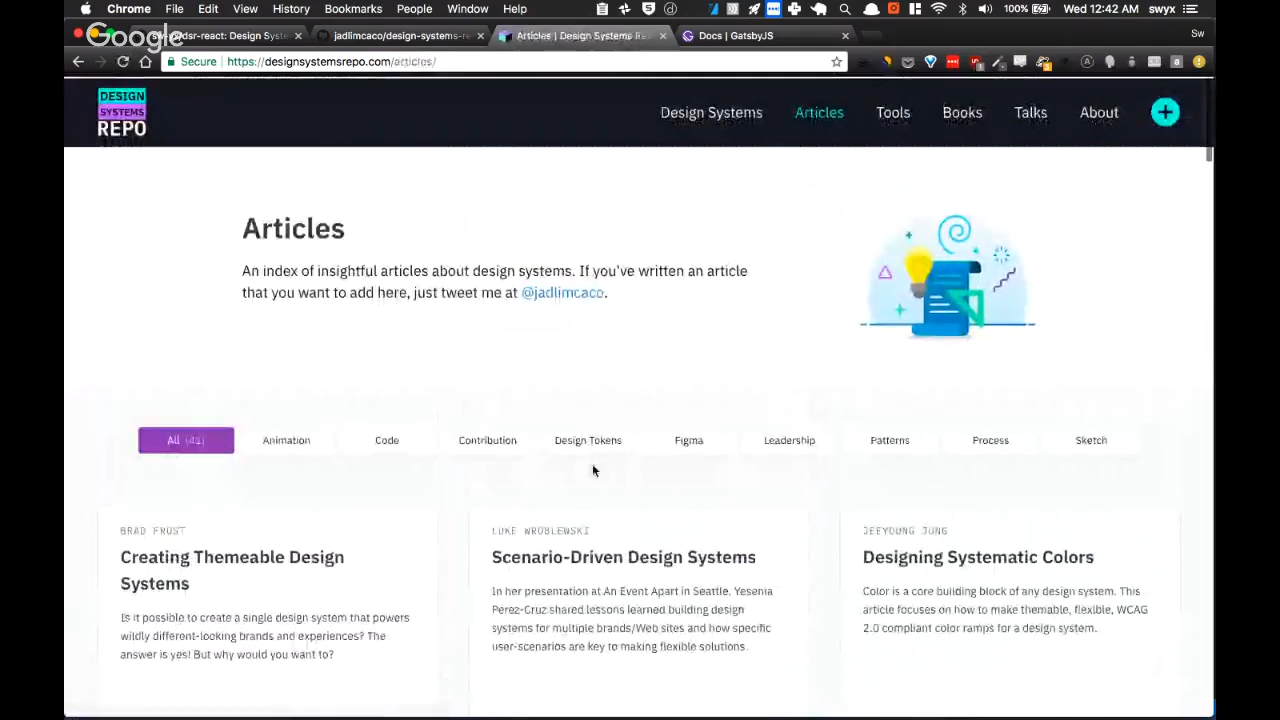 Chrome File Edit View History Bookmarks People Window Help 100% Wed 12:42 AM swyx
Google
dsr-react: Design Syste
jadlimcaco/design-systems-re
Articles | Design Systems Re
Docs | GatsbyJS
Sw
Secure https://designsystemsrepo.com/articles/
DESIGN
SYSTEMS
REPO
Design Systems Articles Tools Books Talks About
Articles
An index of insightful articles about design systems. If you've written an article
that you want to add here, just tweet me at @jadlimcaco.
All (41) Animation Code Contribution Design Tokens Figma Leadership Patterns Process Sketch
BRAD FROST
Creating Themeable Design
Systems
Is it possible to create a single design system that powers
wildly different-looking brands and experiences? The
answer is yes! But why would you want to?
LUKE WROBLEWSKI
Scenario-Driven Design Systems
In her presentation at An Event Apart in Seattle, Yesenia
Perez-Cruz shared lessons learned building design
systems for multiple brands/Web sites and how specific
user-scenarios are key to making flexible solutions.
JEEYOUNG JUNG
Designing Systematic Colors
Color is a core building block of any design system. This
article focuses on how to make themable, flexible, WCAG
2.0 compliant color ramps for a design system.